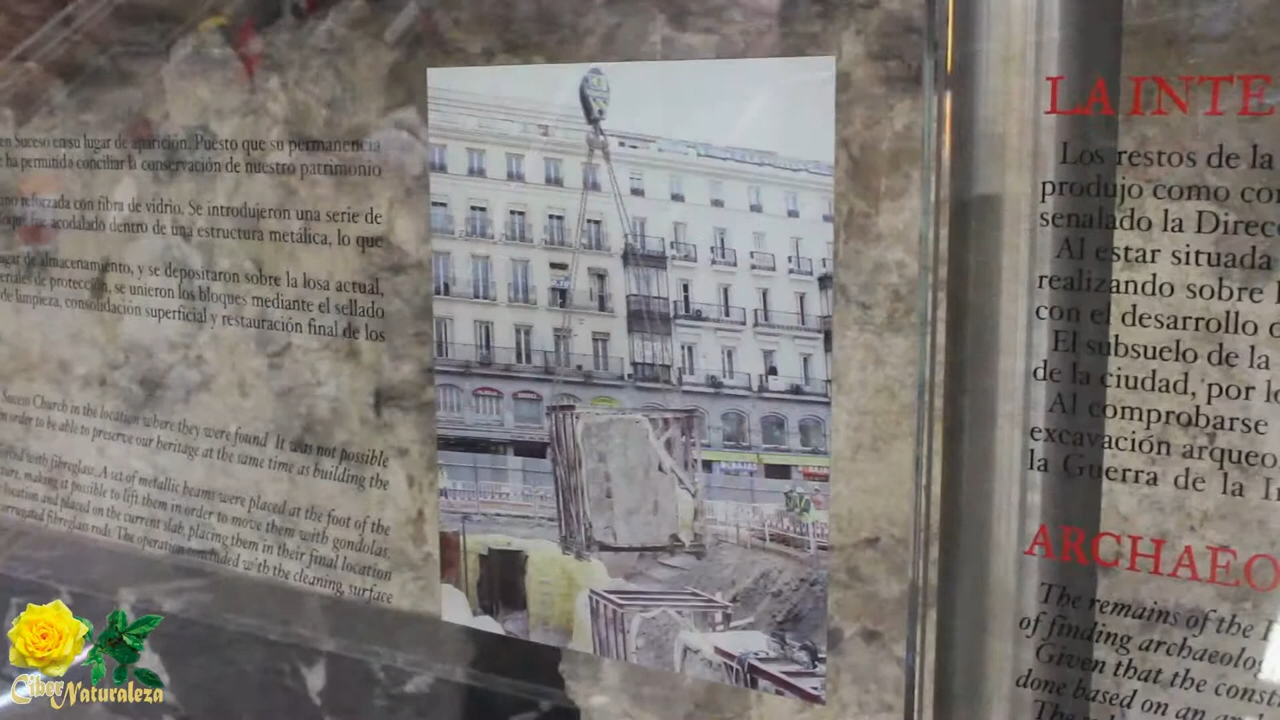 en Suceso en su lugar de aparición. Puesto que su permanencia
ha permitida conciliar la conservación de nuestro patrimonio
reforzada con fibra de vidrio. Se introdujeron una serie de
acodalado dentro de una estructura metálica, lo que
lugar de almacenamiento, y se depositaron sobre la losa actual,
de protección, se unieron los bloques mediante el sellado
de limpieza, consolidación superficial y restauración final de los
Suceso Church in the location where they were found. It was not possible
in order to be able to preserve our heritage at the same time as building the
with fibreglass. A set of metallic beams were placed at the foot of the
making it possible to lift them in order to move them with gondolas.
location and placed on the current slab, placing them in their final location
fibreglass rods. The operation concluded with the cleaning, surface
LA INTE
Los restos de la
produjo como con
senalado la Direc
Al estar situada
realizando sobre
con el desarrollo
El subsuelo de la
de la ciudad, por lo
Al comprobarse
excavación arqueo
la Guerra de la I
ARCHAEO
The remains of the
of finding archaeolog
Given that the const
done based on an
Ciber Naturaleza